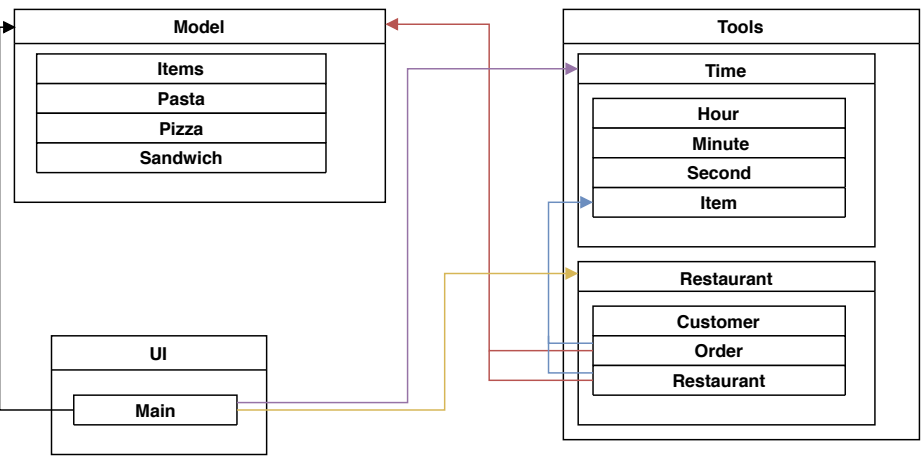 Model
Items
Pasta
Pizza
Sandwich
Tools
Time
Hour
Minute
Second
Item
Restaurant
Customer
Order
Restaurant
UI
Main